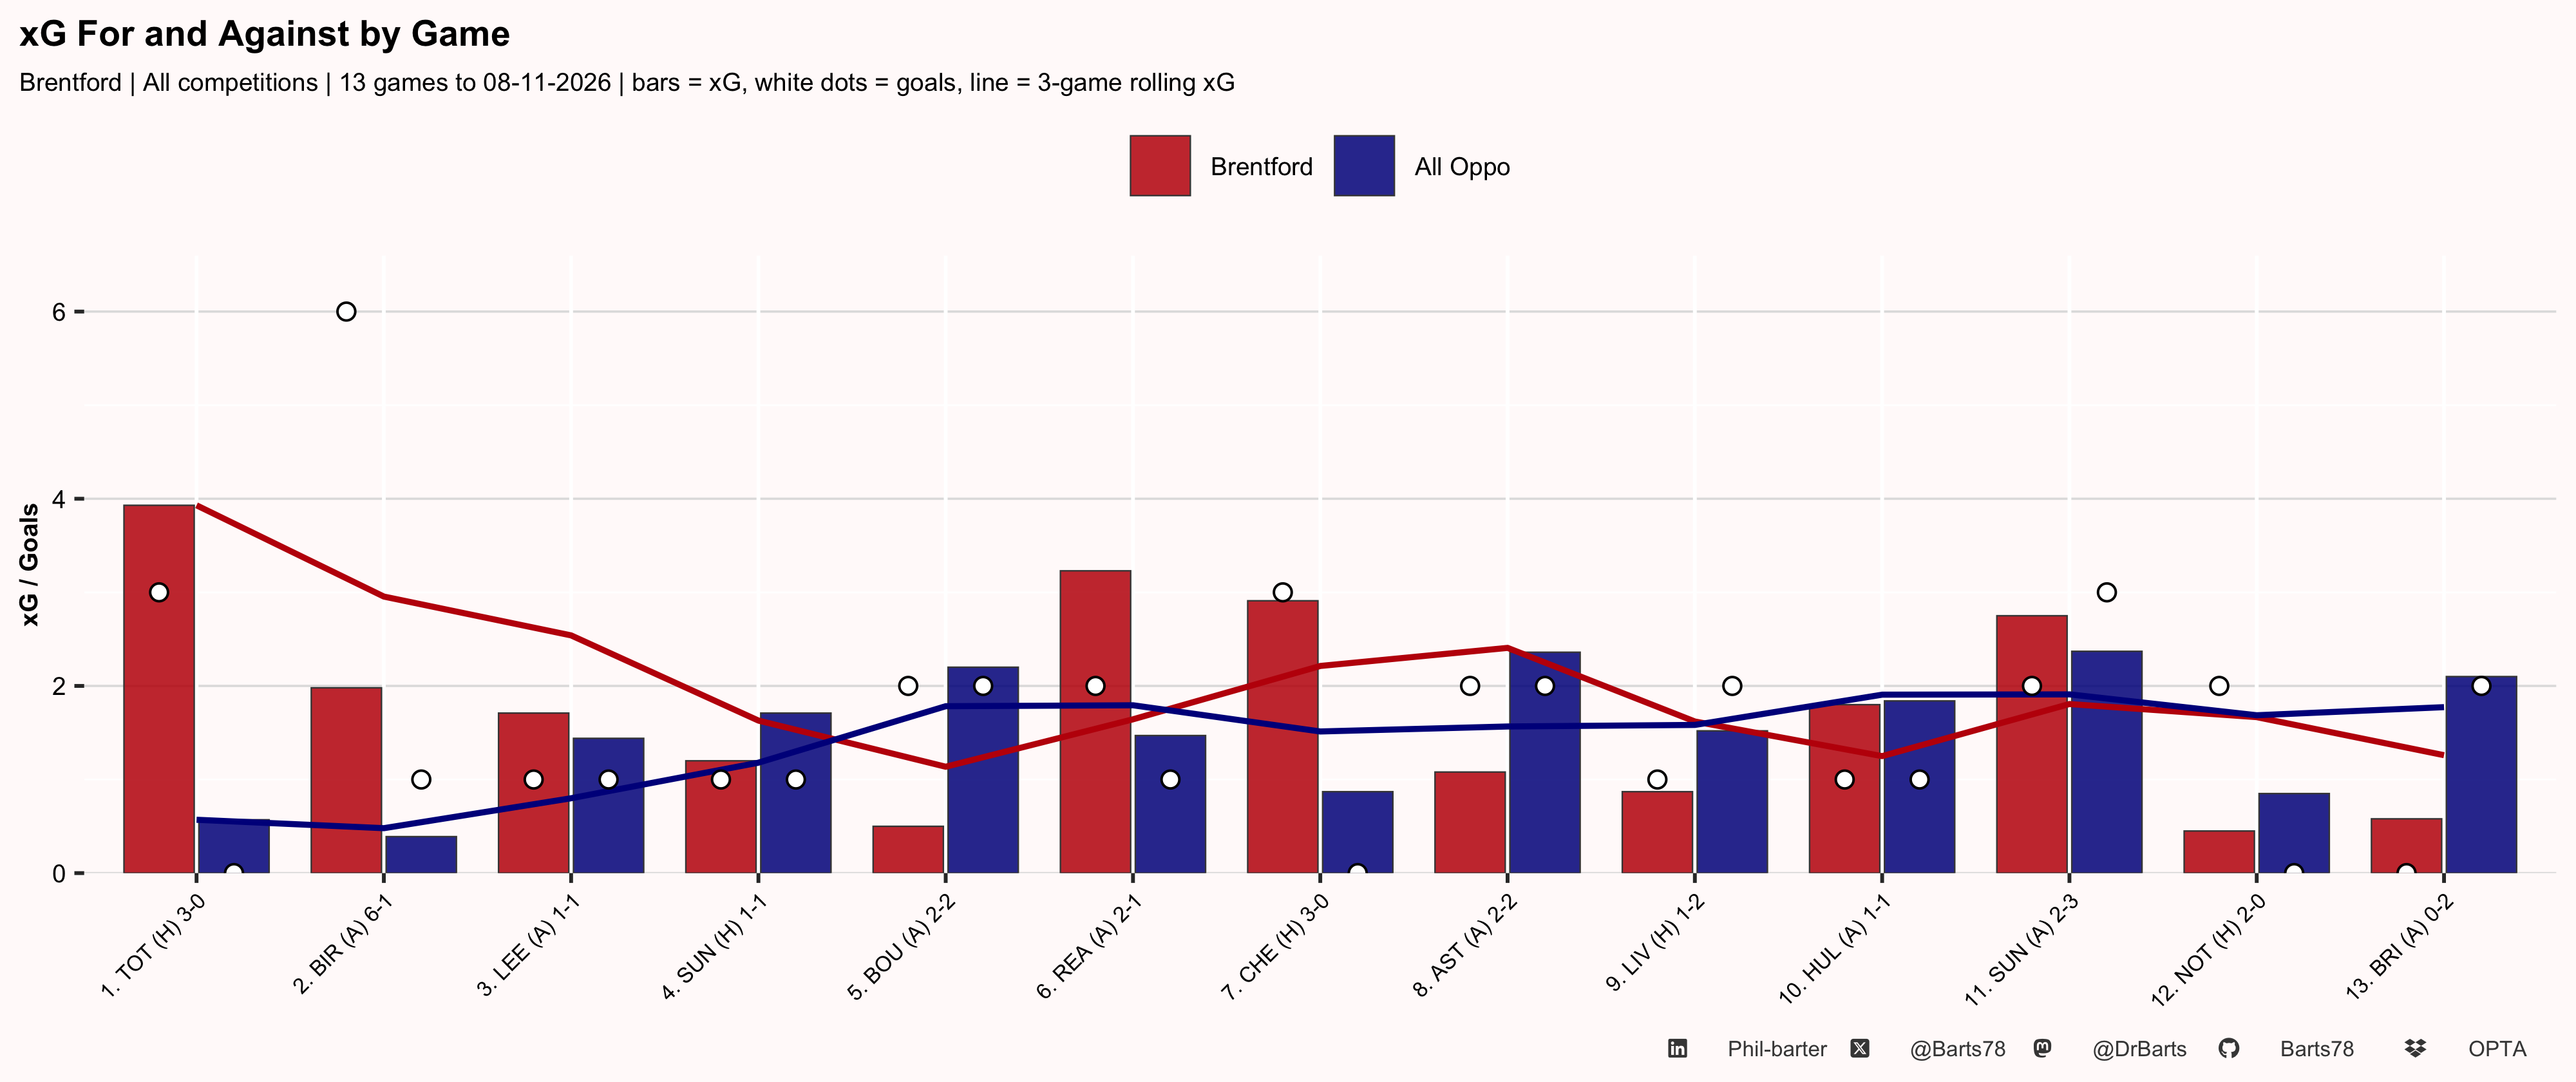 xG For and Against by Game
Brentford | All competitions | 13 games to 08-11-2026 | bars = xG, white dots = goals, line = 3-game rolling xG
Brentford
All Oppo
xG / Goals
6
4
2
0
1. TOT (H) 3-0
2. BIR (A) 6-1
3. LEE (A) 1-1
4. SUN (H) 1-1
5. BOU (A) 2-2
6. REA (A) 2-1
7. CHE (H) 3-0
8. AST (A) 2-2
9. LIV (H) 1-2
10. HUL (A) 1-1
11. SUN (A) 2-3
12. NOT (H) 2-0
13. BRI (A) 0-2
Phil-barter @Barts78 @DrBarts Barts78 OPTA